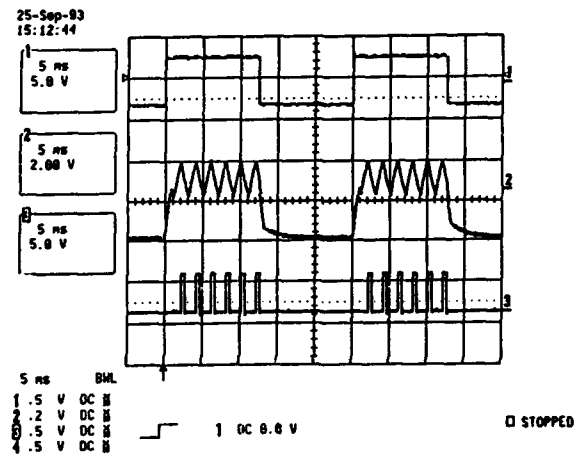 25-Sep-93
15:12:44
1
5 ms
5.0 V
2
5 ms
2.00 V
3
5 ms
5.0 V
1
2
3
5 ms BWL
1 .5 V DC
2 .2 V DC
3 .5 V DC
4 .5 V DC
1 DC 0.6 V
STOPPED